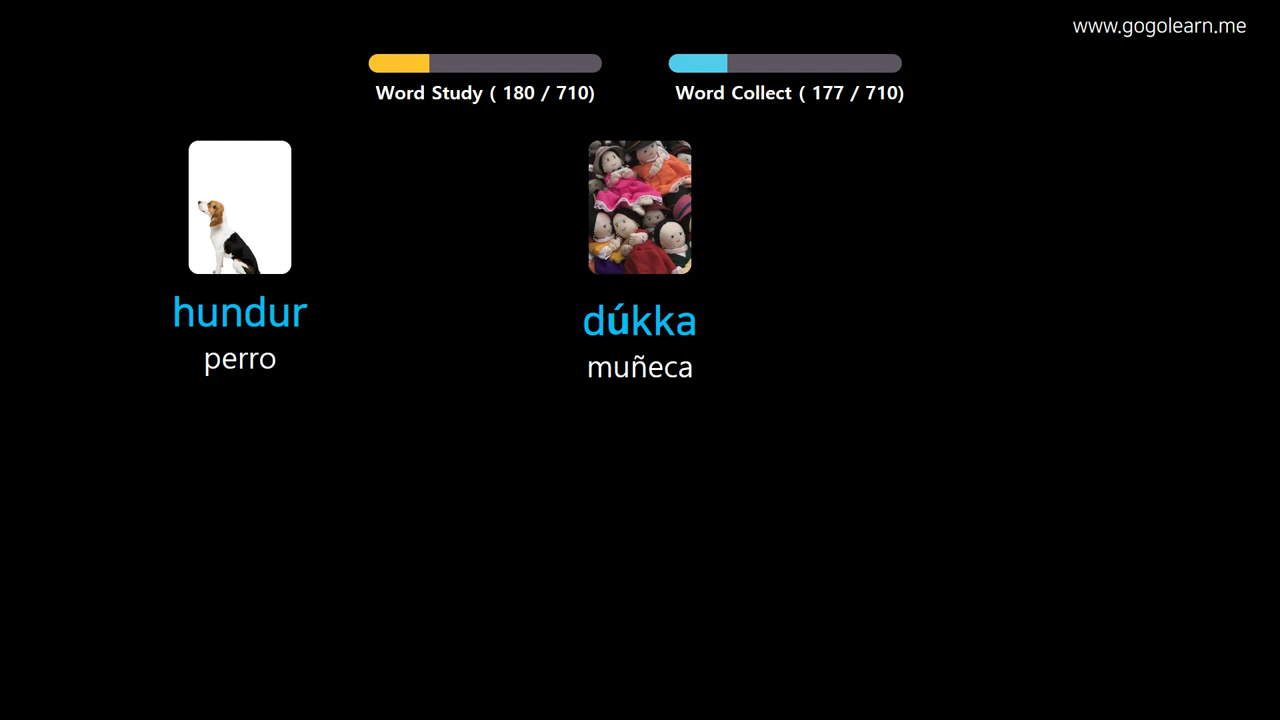 www.gogolearn.me
Word Study ( 180 / 710)
Word Collect ( 177 / 710)
hundur
perro
dúkka
muñeca